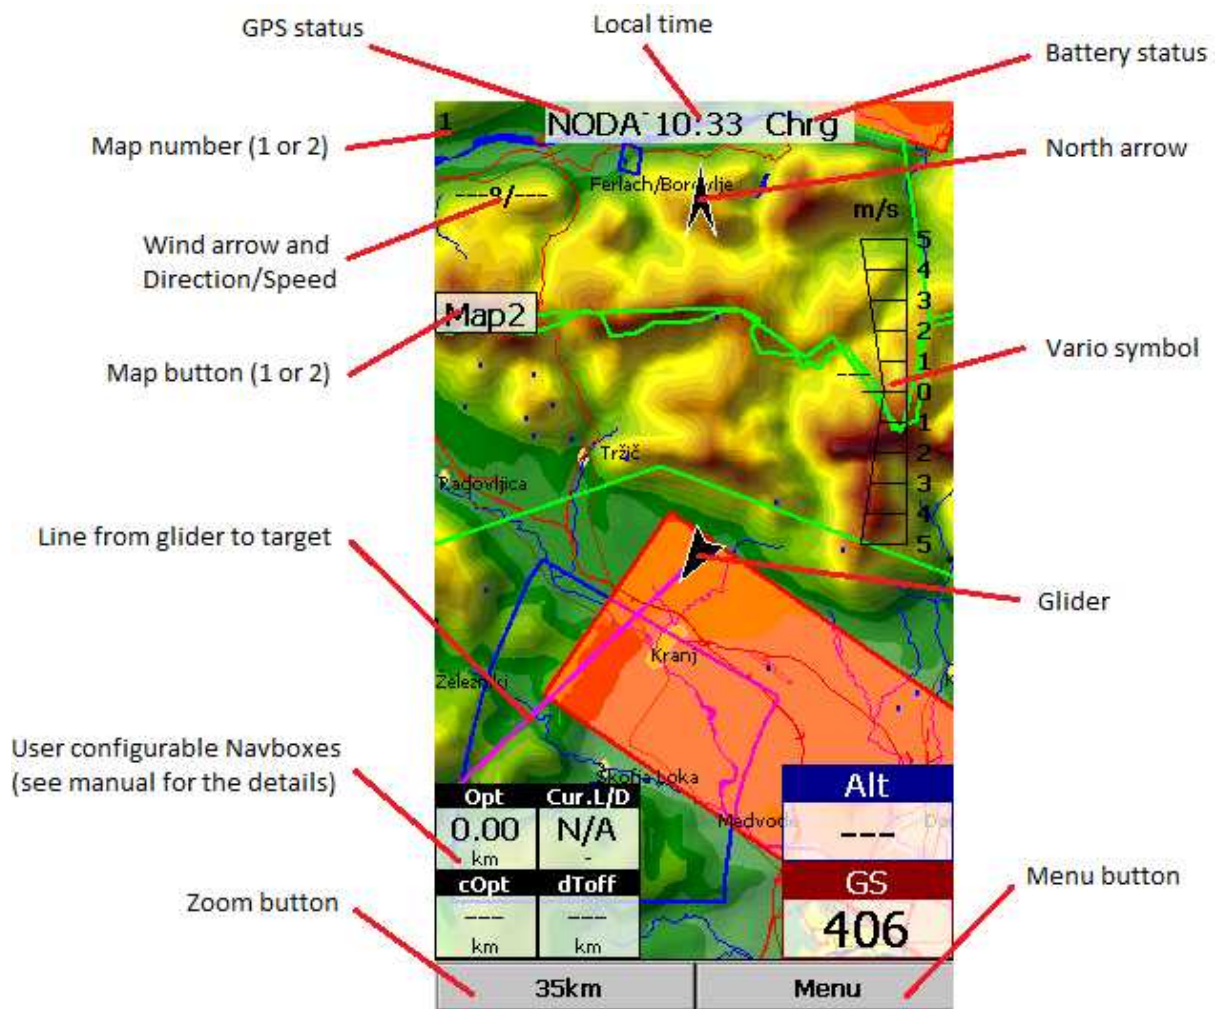 GPS status
Local time
Battery status
Map number (1 or 2)
1
NODA 10:33 Chrg
North arrow
Ferlach/Borovlje
---º/---
m/s
Wind arrow and
Direction/Speed
5
4
3
2
1
0
1
2
3
4
5
Map2
Map button (1 or 2)
Vario symbol
---
Tržič
Radovljica
Line from glider to target
Glider
Kranj
Železniki
User configurable Navboxes
(see manual for the details)
Škofja Loka
Medvode
Opt
0.00
km
Cur.L/D
N/A
-
cOpt
---
km
dToff
---
km
Alt
---
GS
406
Zoom button
Menu button
35km
Menu